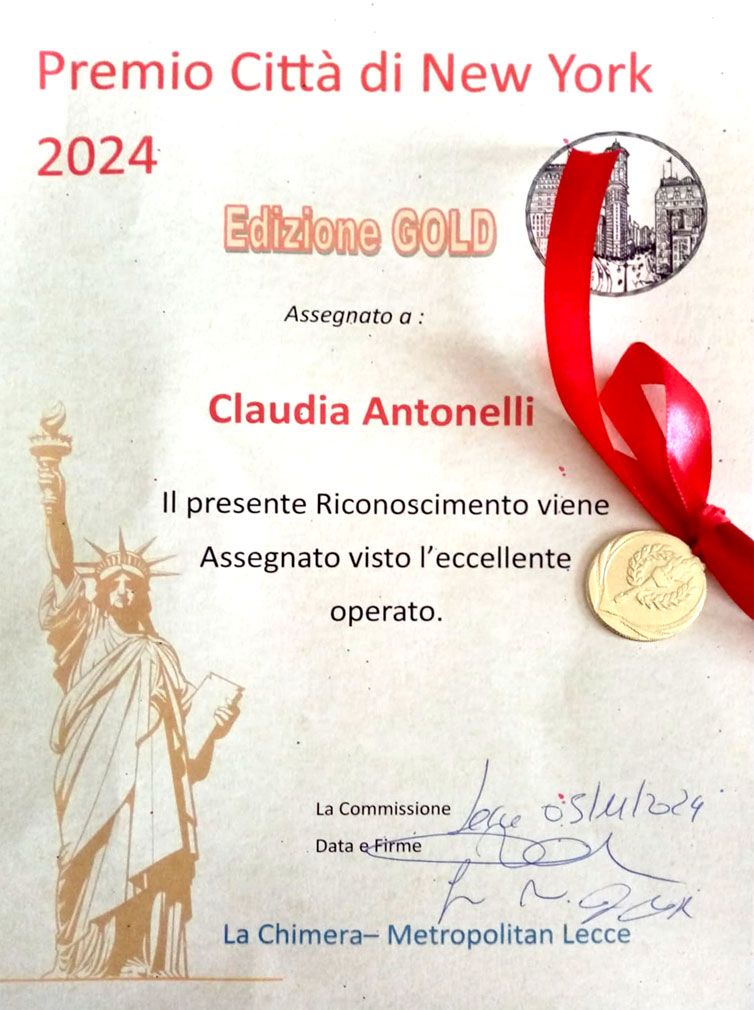 Premio Città di New York
2024
Edizione GOLD
Assegnato a :
Claudia Antonelli
Il presente Riconoscimento viene
Assegnato visto l'eccellente
operato.
La Commissione Lecce 05/11/2024
Data e Firme
La Chimera– Metropolitan Lecce